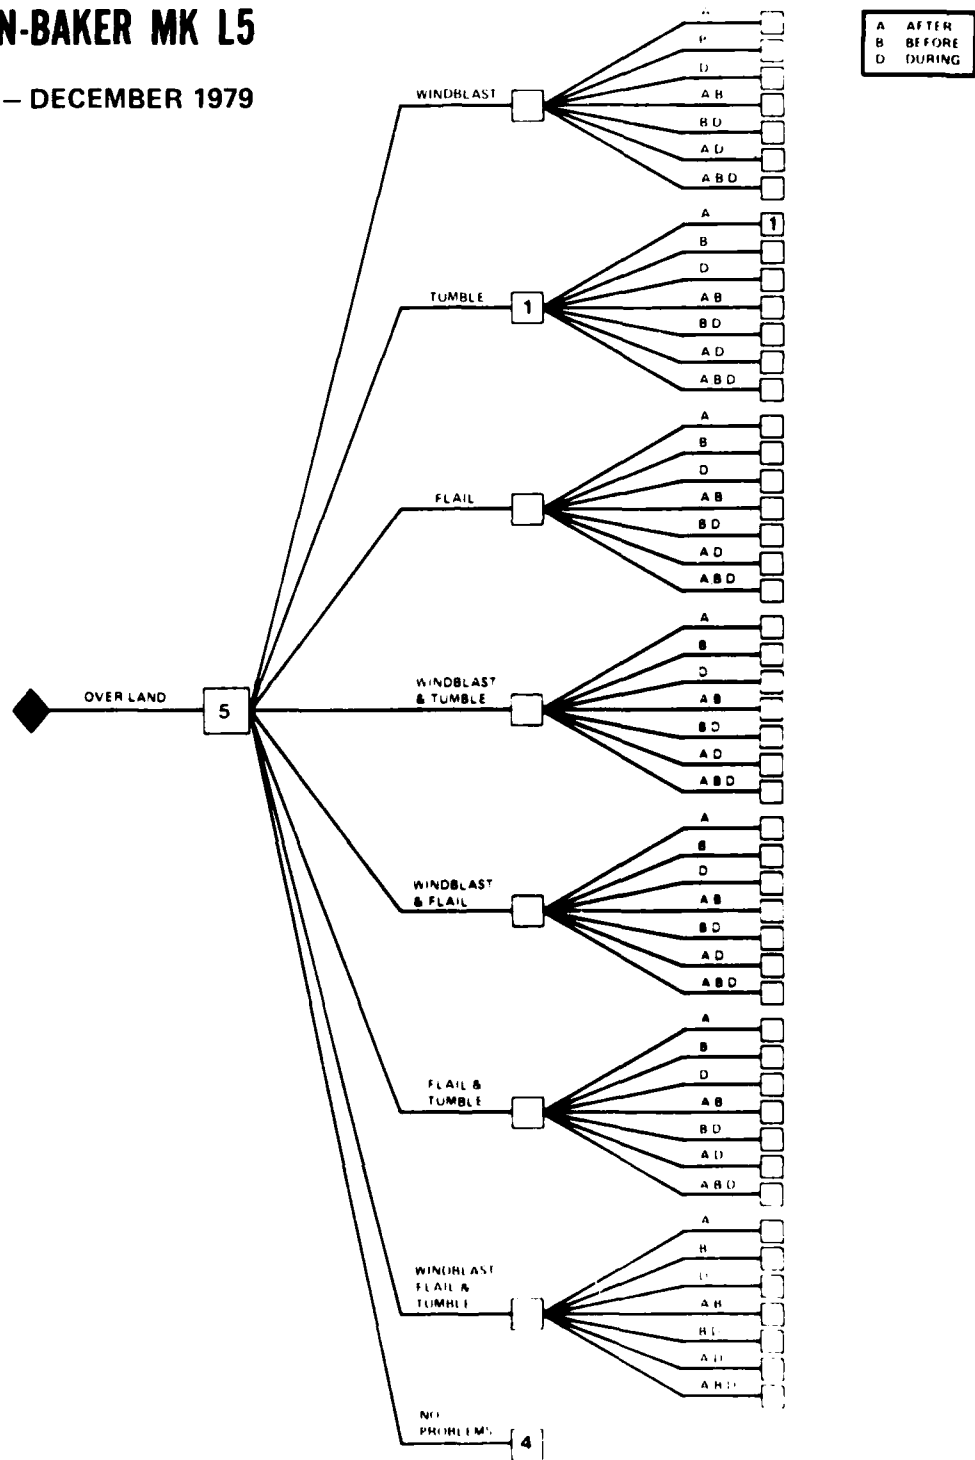 N-BAKER MK L5
– DECEMBER 1979
A AFTER
B BEFORE
D DURING
OVER LAND
5
WINDBLAST
A
B
D
A B
B D
A D
A B D
TUMBLE
1
A
1
B
D
A B
B D
A D
A B D
FLAIL
A
B
D
A B
B D
A D
A B D
WINDBLAST
& TUMBLE
A
B
D
A B
B D
A D
A B D
WINDBLAST
& FLAIL
A
B
D
A B
B D
A D
A B D
FLAIL &
TUMBLE
A
B
D
A B
B D
A D
A B D
WINDBLAST
FLAIL &
TUMBLE
A
B
D
A B
B D
A D
A B D
NO
PROBLEMS
4